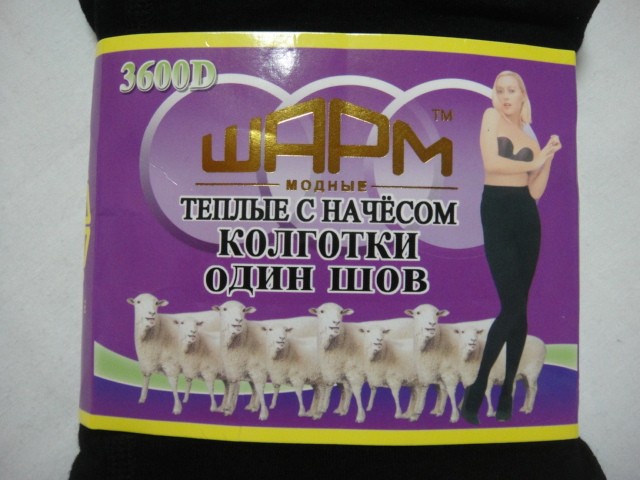 3600D
ШАРМ™
МОДНЫЕ
ТЕПЛЫЕ С НАЧЁСОМ
КОЛГОТКИ
ОДИН ШОВ